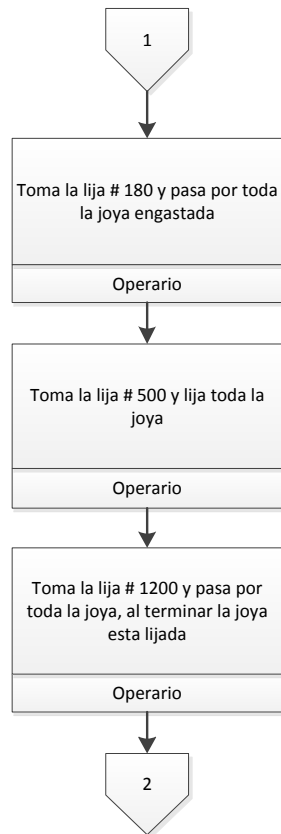 1
Toma la lija # 180 y pasa por toda
la joya engastada
Operario
Toma la lija # 500 y lija toda la
joya
Operario
Toma la lija # 1200 y pasa por
toda la joya, al terminar la joya
esta lijada
Operario
2